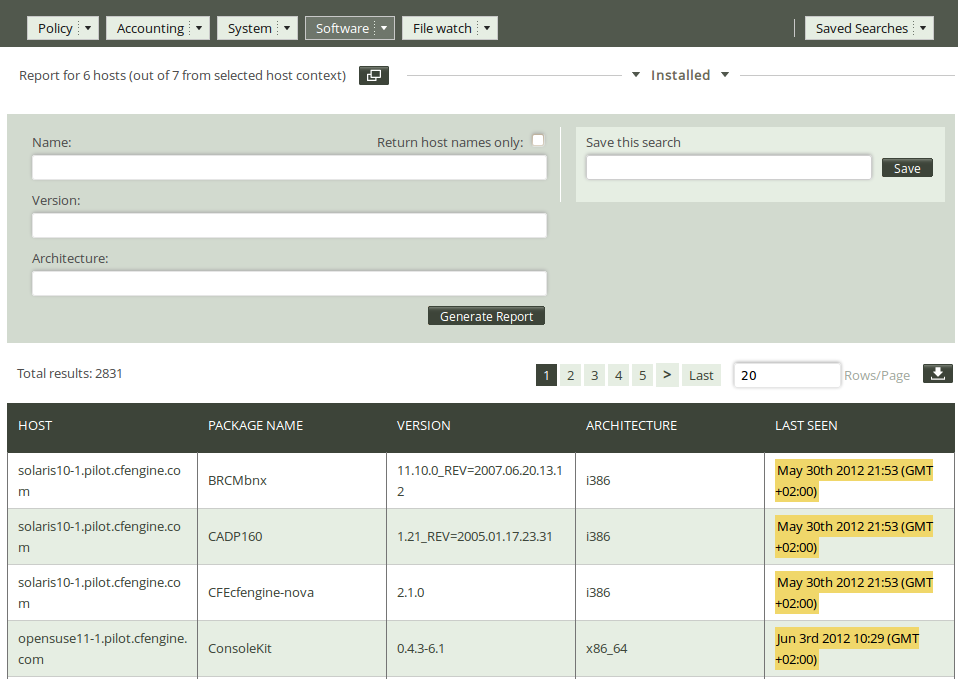 Policy Accounting System Software File watch Saved Searches
Report for 6 hosts (out of 7 from selected host context) Installed
Name: Return host names only: Save this search
Save
Version:
Architecture:
Generate Report
Total results: 2831 1 2 3 4 5 > Last 20 Rows/Page
HOST PACKAGE NAME VERSION ARCHITECTURE LAST SEEN
solaris10-1.pilot.cfengine.co 11.10.0_REV=2007.06.20.13.1 May 30th 2012 21:53 (GMT
BRCMbnx i386
m 2 +02:00)
solaris10-1.pilot.cfengine.co May 30th 2012 21:53 (GMT
CADP160 1.21_REV=2005.01.17.23.31 i386
m +02:00)
solaris10-1.pilot.cfengine.co May 30th 2012 21:53 (GMT
CFEcfengine-nova 2.1.0 i386
m +02:00)
opensuse11-1.pilot.cfengine. Jun 3rd 2012 10:29 (GMT
ConsoleKit 0.4.3-6.1 x86_64
com +02:00)